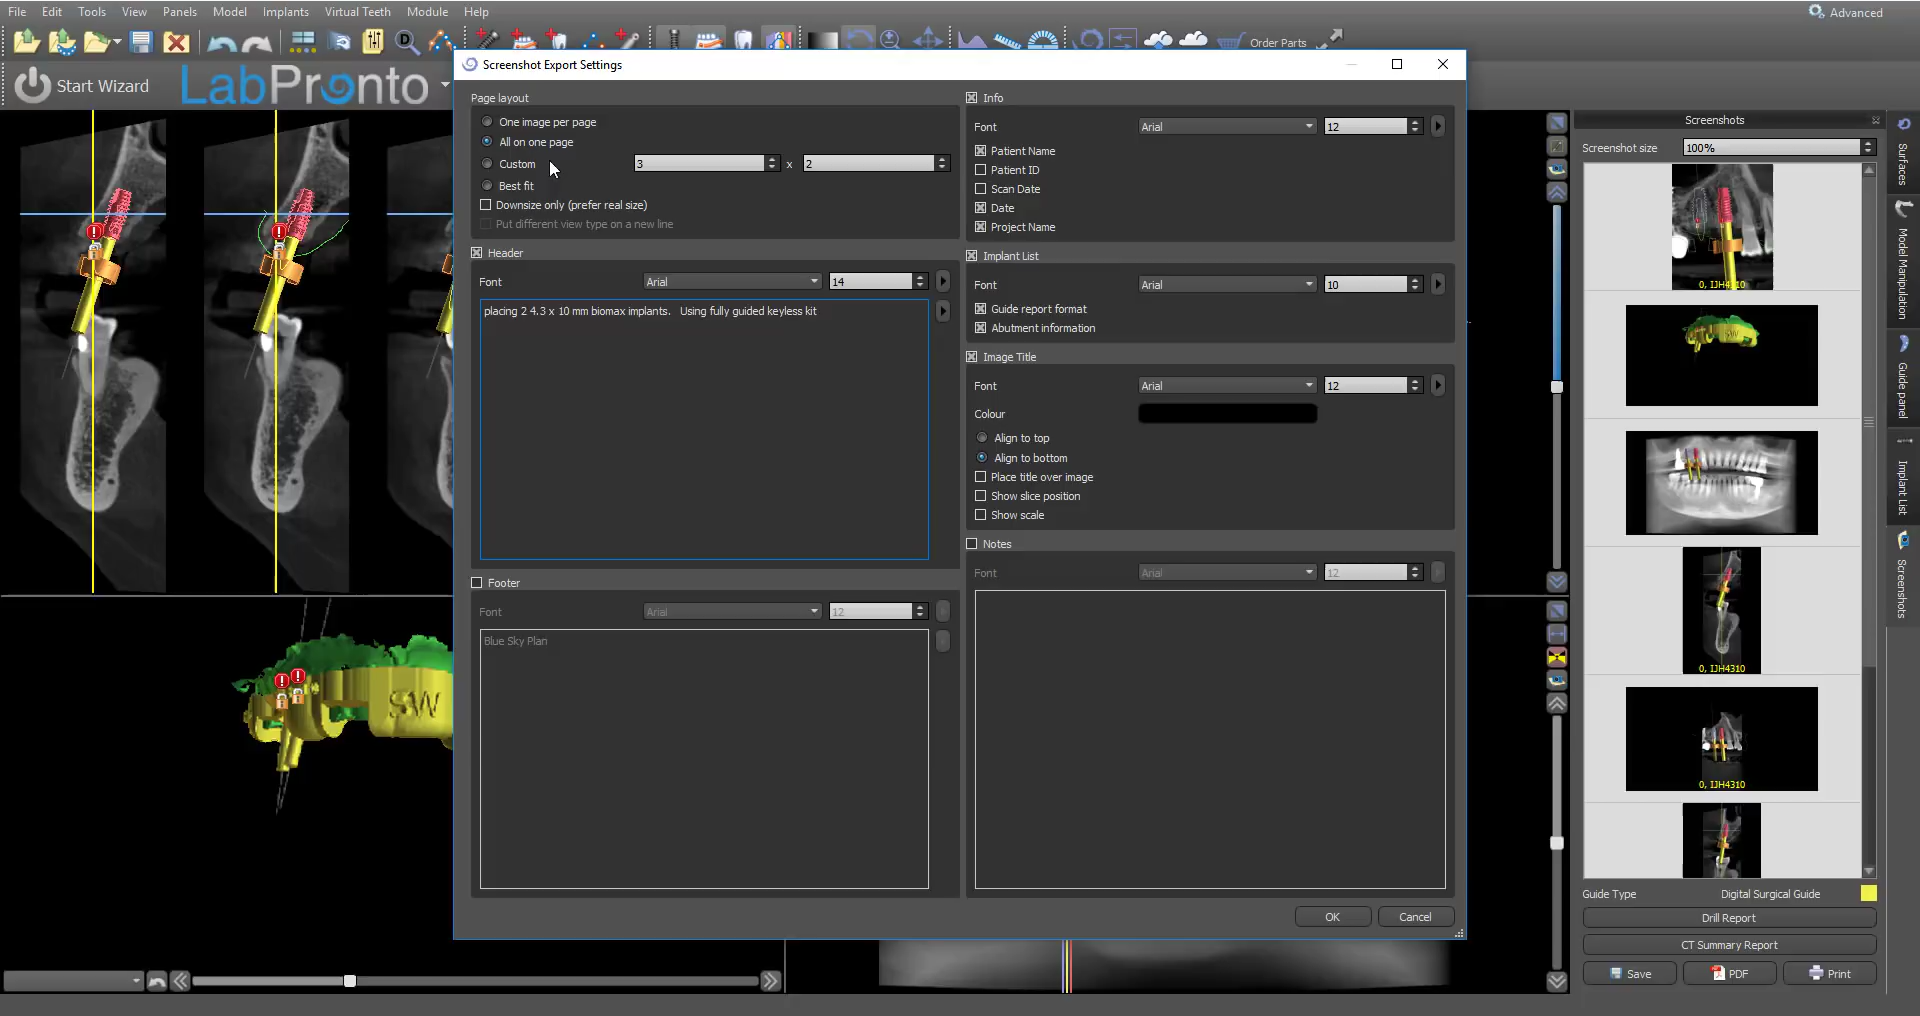 File Edit Tools View Panels Model Implants Virtual Teeth Module Help
Advanced
D
Order Parts
Start Wizard
LabPronto
Screenshot Export Settings
Page layout
One image per page
All on one page
Custom
3 x 2
Best fit
Downsize only (prefer real size)
Put different view type on a new line
Header
Font Arial 14
placing 2 4.3 x 10 mm biomax implants. Using fully guided keyless kit
Footer
Font Arial 12
Blue Sky Plan
Info
Font Arial 12
Patient Name
Patient ID
Scan Date
Date
Project Name
Implant List
Font Arial 10
Guide report format
Abutment information
Image Title
Font Arial 12
Colour
Align to top
Align to bottom
Place title over image
Show slice position
Show scale
Notes
Font Arial 12
OK Cancel
SW
Screenshots
Screenshot size 100%
0, IJH4310
SW
0, IJH4310
0, IJH4310
Guide Type Digital Surgical Guide
Drill Report
CT Summary Report
Save PDF Print
Surfaces
Model Manipulation
Guide panel
Implant List
Screenshots